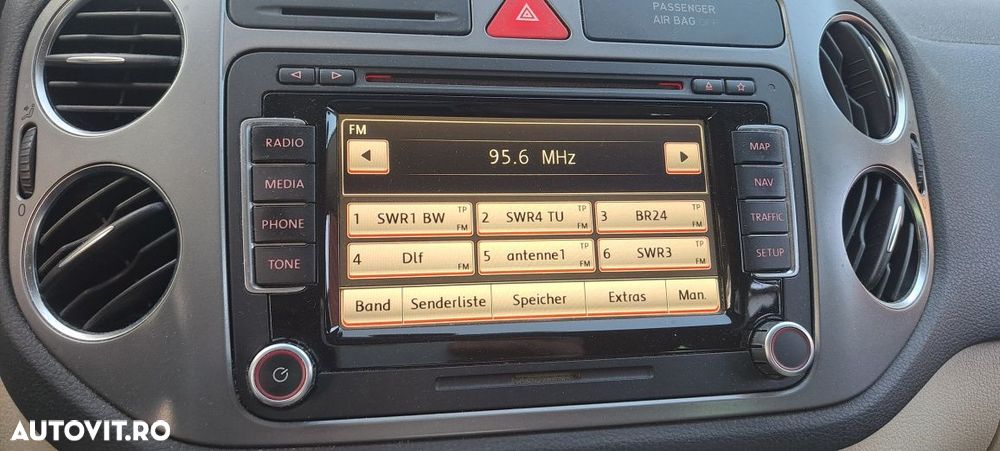 PASSENGER
AIR BAG OFF
RADIO
MEDIA
PHONE
TONE
FM
95.6 MHz
1 SWR1 BW TP FM
2 SWR4 TU TP FM
3 BR24 TP FM
4 Dlf FM
5 antenne1 TP FM
6 SWR3 TP FM
Band Senderliste Speicher Extras Man.
MAP
NAV
TRAFFIC
SETUP
0
AUTOVIT.RO